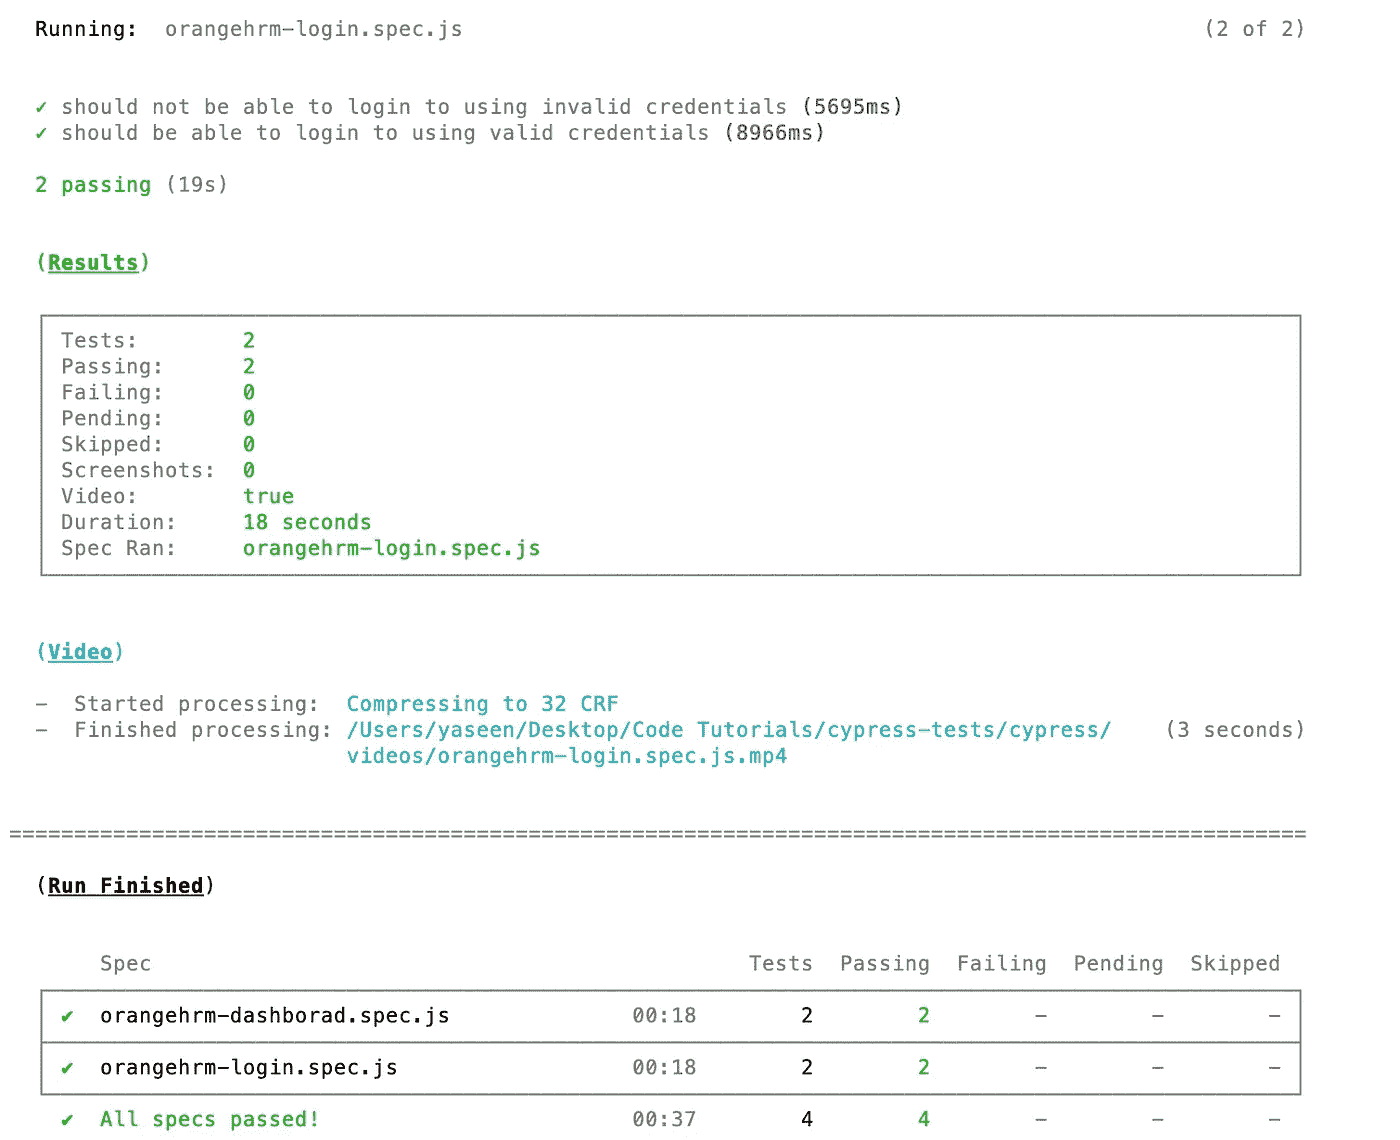 Running:  orangehrm-login.spec.js (2 of 2)
✓ should not be able to login to using invalid credentials (5695ms)
✓ should be able to login to using valid credentials (8966ms)
2 passing (19s)
(Results)
Tests: 2
Passing: 2
Failing: 0
Pending: 0
Skipped: 0
Screenshots: 0
Video: true
Duration: 18 seconds
Spec Ran: orangehrm-login.spec.js
(Video)
– Started processing: Compressing to 32 CRF
– Finished processing: /Users/yaseen/Desktop/Code Tutorials/cypress-tests/cypress/ (3 seconds)
videos/orangehrm-login.spec.js.mp4
====================================================================================================
(Run Finished)
Spec Tests Passing Failing Pending Skipped
✔ orangehrm-dashborad.spec.js 00:18 2 2 – – –
✔ orangehrm-login.spec.js 00:18 2 2 – – –
✔ All specs passed! 00:37 4 4 – – –